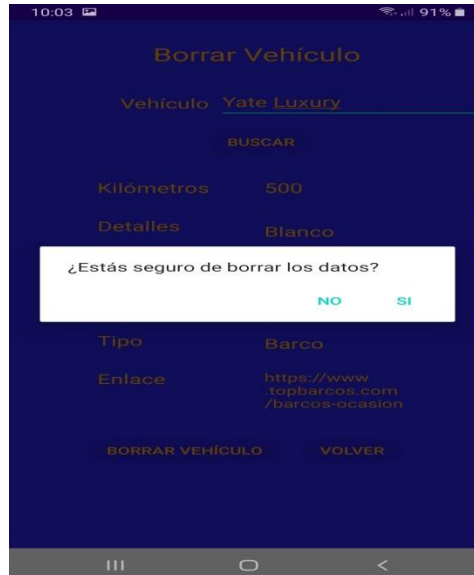 10:03 91%
Borrar Vehículo
Vehículo Yate Luxury
BUSCAR
Kilómetros 500
Detalles Blanco
¿Estás seguro de borrar los datos?
NO SI
Tipo Barco
Enlace https://www
.topbarcos.com
/barcos-ocasion
BORRAR VEHÍCULO VOLVER